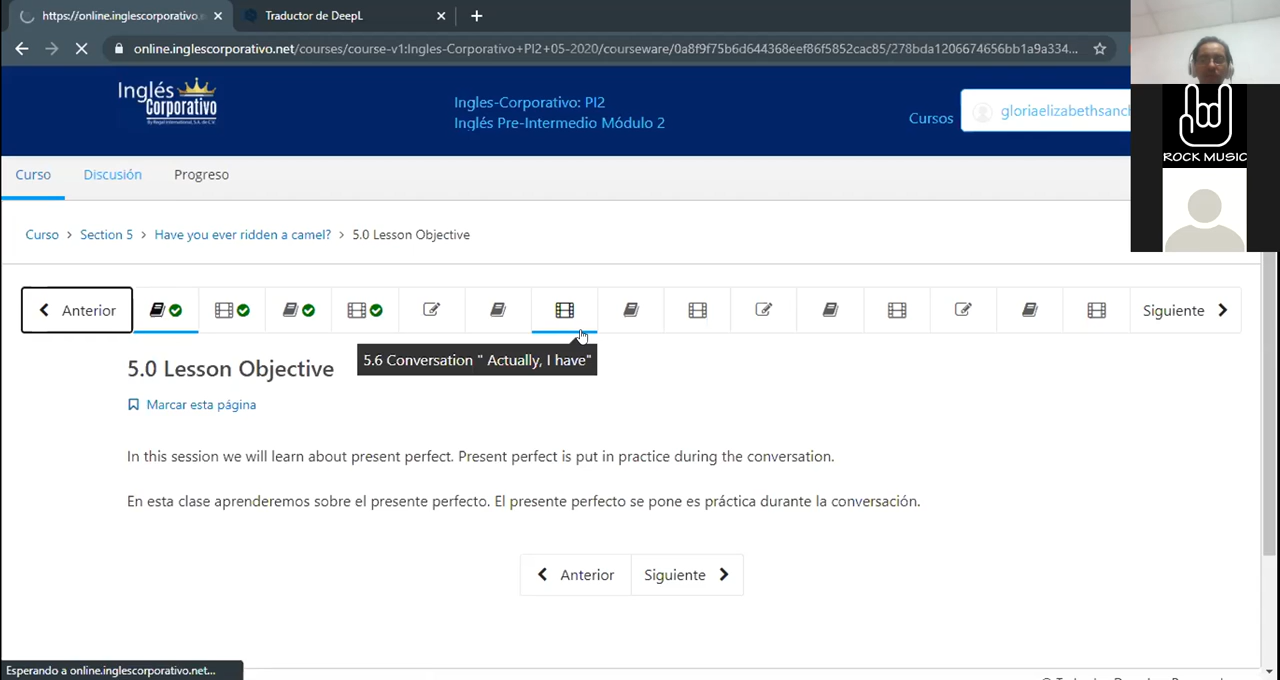 https://online.inglescorporativo.
Traductor de DeepL
online.inglescorporativo.net/courses/course-v1:Ingles-Corporativo+PI2+05-2020/courseware/0a8f9f75b6d644368eef86f5852cac85/278bda1206674656bb1a9a334...
Inglés
Corporativo
Ingles-Corporativo: PI2
Inglés Pre-Intermedio Módulo 2
Cursos
gloriaelizabethsanch
ROCK MUSIC
Curso
Discusión
Progreso
Curso > Section 5 > Have you ever ridden a camel? > 5.0 Lesson Objective
Anterior
Siguiente
5.6 Conversation " Actually, I have"
5.0 Lesson Objective
Marcar esta página
In this session we will learn about present perfect. Present perfect is put in practice during the conversation.
En esta clase aprenderemos sobre el presente perfecto. El presente perfecto se pone es práctica durante la conversación.
Anterior
Siguiente
Esperando a online.inglescorporativo.net...